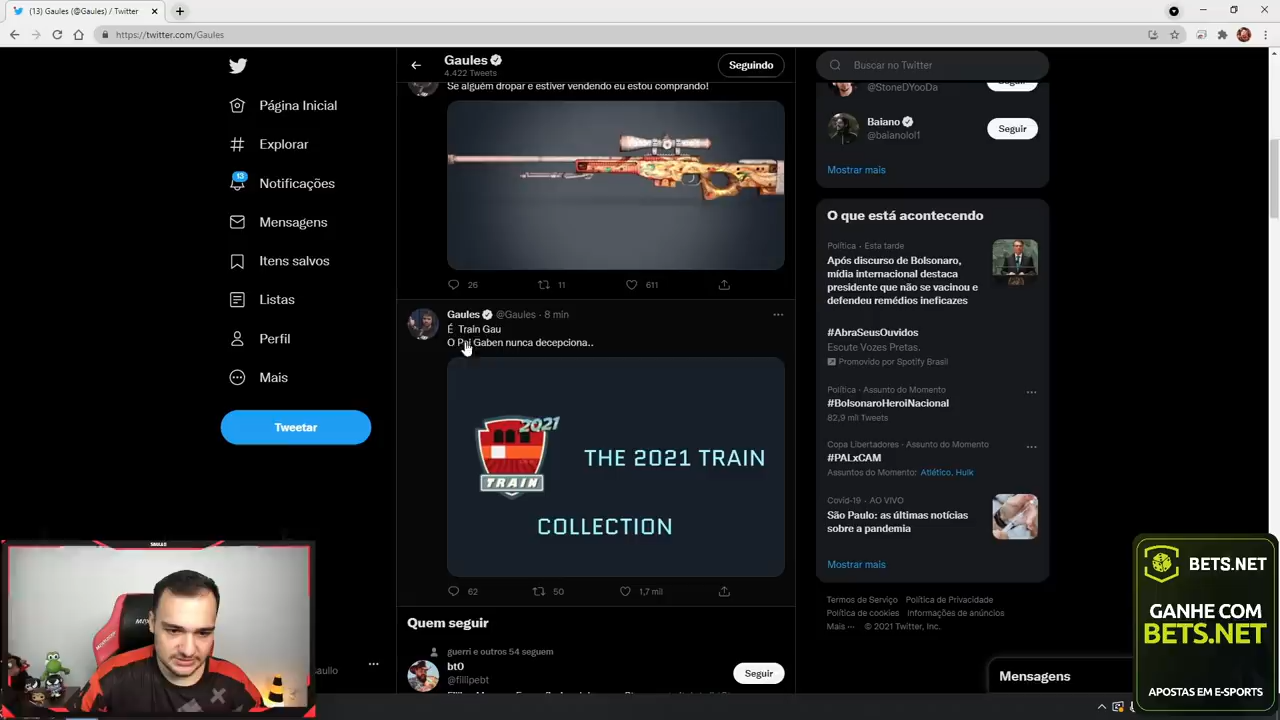 (13) Gaules (@Gaules) / Twitter
https://twitter.com/Gaules
Gaules
4.422 Tweets
Seguindo
Página Inicial
Explorar
13
Notificações
Mensagens
Itens salvos
Listas
Perfil
Mais
Tweetar
Se alguém dropar e estiver vendendo eu estou comprando!
26
11
611
Gaules @Gaules · 8 min
É Train Gau
O Pai Gaben nunca decepciona..
2021
TRAIN
THE 2021 TRAIN
COLLECTION
62
50
1,7 mil
Quem seguir
guerri e outros 54 seguem
bt0
@fillipebt
Seguir
Buscar no Twitter
@StoneDYooDa
Seguir
Baiano
@baianolol1
Seguir
Mostrar mais
O que está acontecendo
Política · Esta tarde
Após discurso de Bolsonaro,
mídia internacional destaca
presidente que não se vacinou e
defendeu remédios ineficazes
#AbraSeusOuvidos
Escute Vozes Pretas.
Promovido por Spotify Brasil
Política · Assunto do Momento
#BolsonaroHeroiNacional
82,9 mil Tweets
Copa Libertadores · Assunto do Momento
#PALxCAM
Assuntos do Momento: Atlético, Hulk
Covid-19 · AO VIVO
São Paulo: as últimas notícias
sobre a pandemia
Mostrar mais
Termos de Serviço Política de Privacidade
Política de cookies Informações de anúncios
Mais ··· © 2021 Twitter, Inc.
Mensagens
BETS.NET
GANHE COM
BETS.NET
APOSTAS EM E-SPORTS